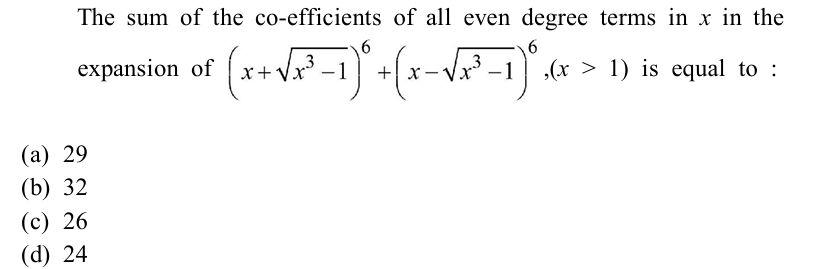 The sum of the co-efficients of all even degree terms in x in the
expansion of (x+√(x³−1))⁶ + (x−√(x³−1))⁶ ,(x > 1) is equal to :
(a) 29
(b) 32
(c) 26
(d) 24